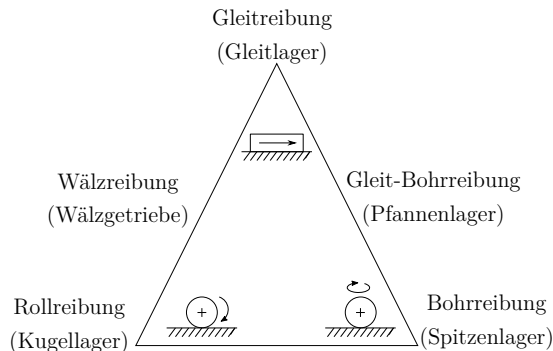 Gleitreibung
(Gleitlager)
Wälzreibung
(Wälzgetriebe)
Gleit-Bohrreibung
(Pfannenlager)
Rollreibung
(Kugellager)
Bohrreibung
(Spitzenlager)